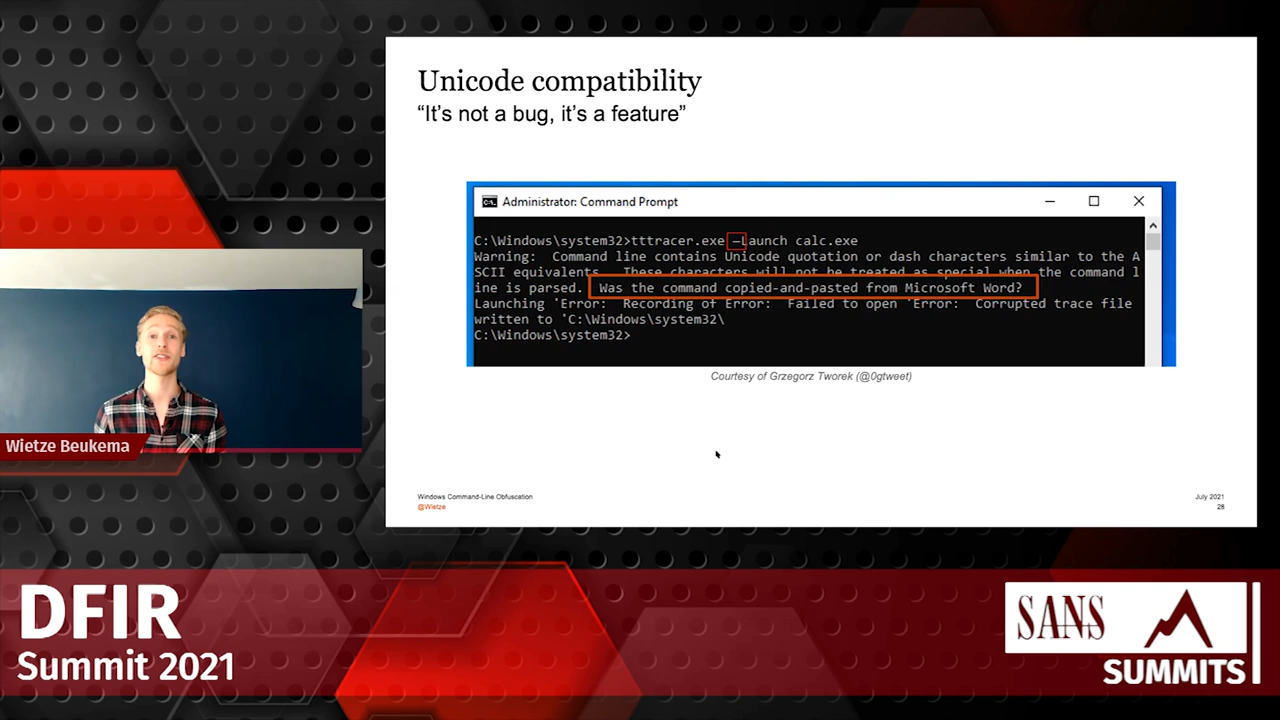 Unicode compatibility
“It’s not a bug, it’s a feature”
Administrator: Command Prompt
C:\Windows\system32>tttracer.exe –Launch calc.exe
Warning:  Command line contains Unicode quotation or dash characters similar to the A
SCII equivalents.  These characters will not be treated as special when the command l
ine is parsed.  Was the command copied-and-pasted from Microsoft Word?
Launching 'Error:  Recording of Error:  Failed to open 'Error:  Corrupted trace file
written to 'C:\Windows\system32\
C:\Windows\system32>
Courtesy of Grzegorz Tworek (@0gtweet)
Wietze Beukema
Windows Command-Line Obfuscation
@Wietze
July 2021
28
DFIR
Summit 2021
SANS
SUMMITS